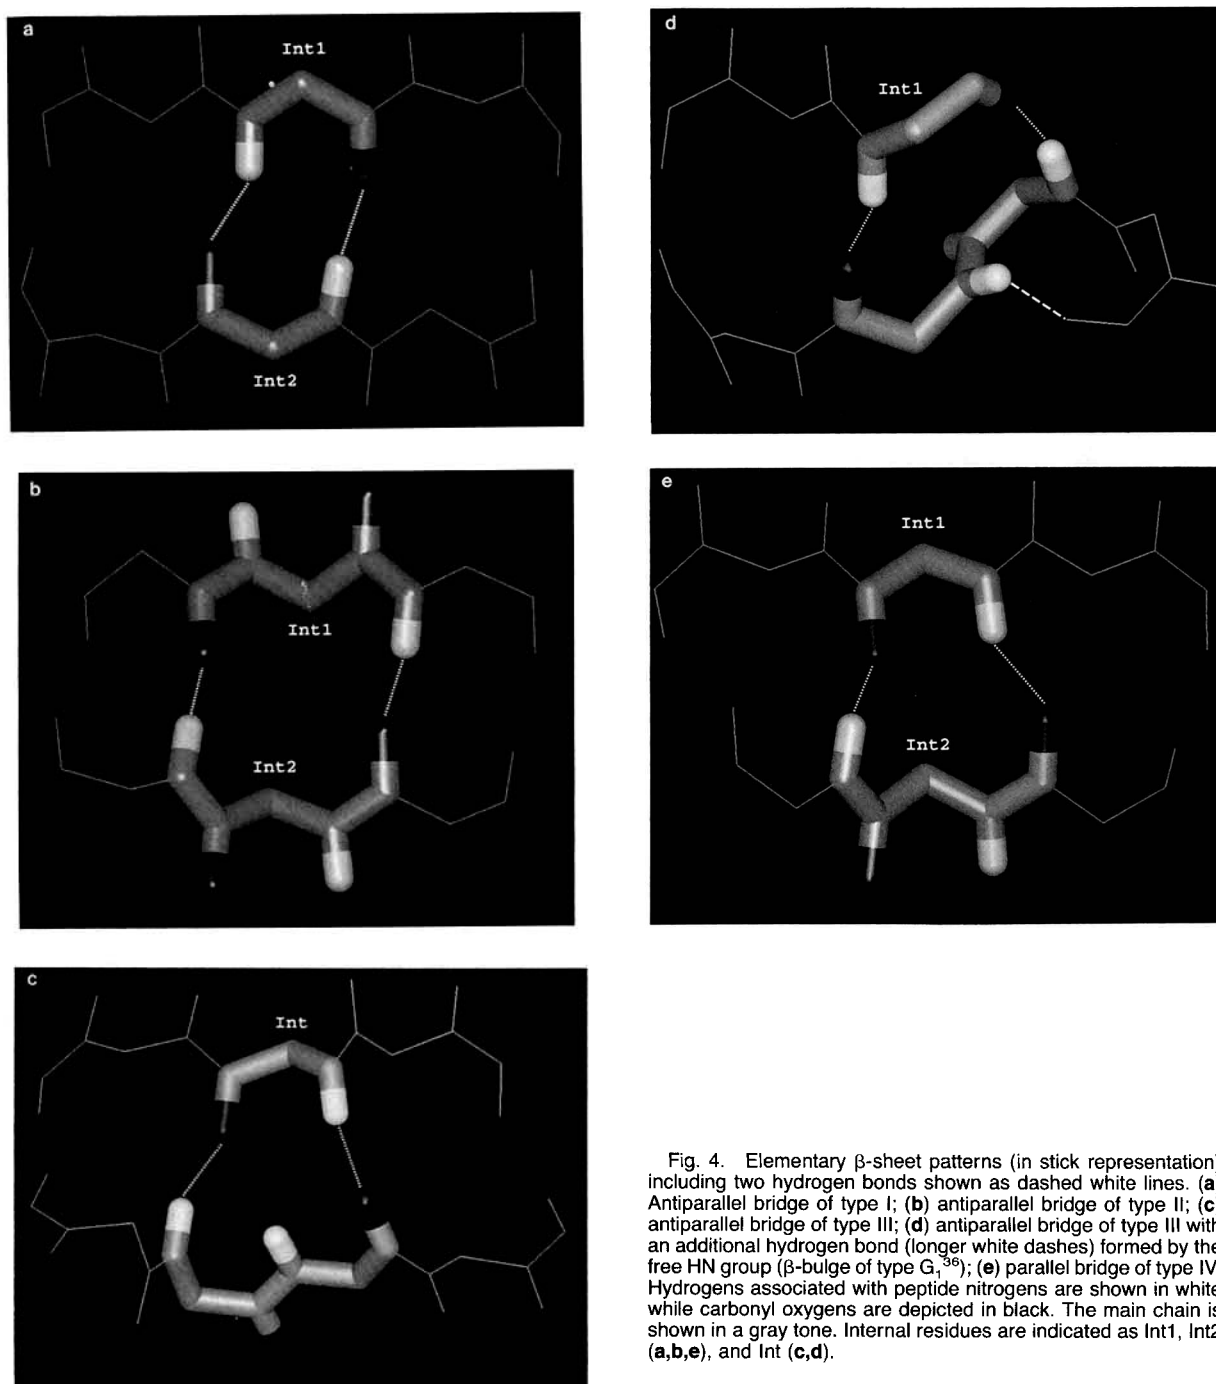 a
Int1
Int2
b
Int1
Int2
c
Int
d
Int1
e
Int1
Int2
Fig. 4. Elementary β-sheet patterns (in stick representation)
including two hydrogen bonds shown as dashed white lines. (a
Antiparallel bridge of type I; (b) antiparallel bridge of type II; (c
antiparallel bridge of type III; (d) antiparallel bridge of type III with
an additional hydrogen bond (longer white dashes) formed by the
free HN group (β-bulge of type G₁³⁶); (e) parallel bridge of type IV
Hydrogens associated with peptide nitrogens are shown in white
while carbonyl oxygens are depicted in black. The main chain is
shown in a gray tone. Internal residues are indicated as Int1, Int2
(a,b,e), and Int (c,d).